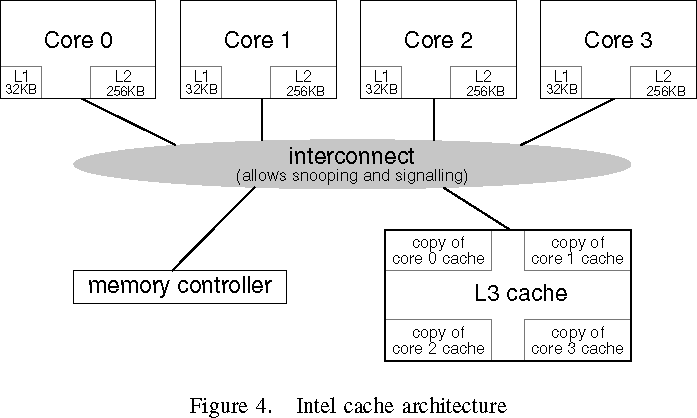 Core 0
L1
32KB
L2
256KB
Core 1
L1
32KB
L2
256KB
Core 2
L1
32KB
L2
256KB
Core 3
L1
32KB
L2
256KB
interconnect
(allows snooping and signalling)
memory controller
copy of
core 0 cache
copy of
core 1 cache
L3 cache
copy of
core 2 cache
copy of
core 3 cache
Figure 4. Intel cache architecture